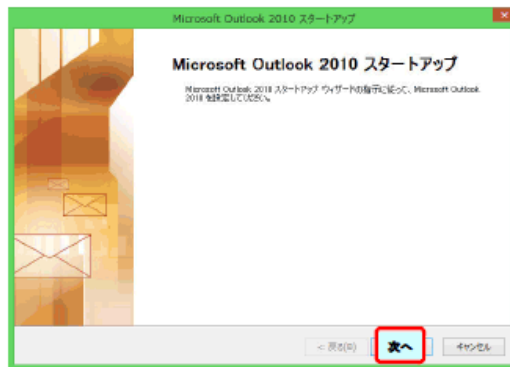 Microsoft Outlook 2010 スタートアップ
Microsoft Outlook 2010 スタートアップ
Microsoft Outlook 2010 スタートアップ ウィザードの指示に従って、Microsoft Outlook
2010 を設定してください。
< 戻る(B)
次へ
キャンセル